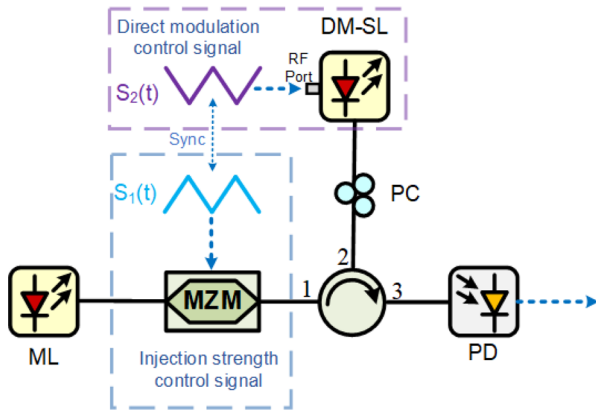 Direct modulation
control signal
DM-SL
RF
Port
S2(t)
Sync
S1(t)
PC
2
1
3
MZM
ML
PD
Injection strength
control signal